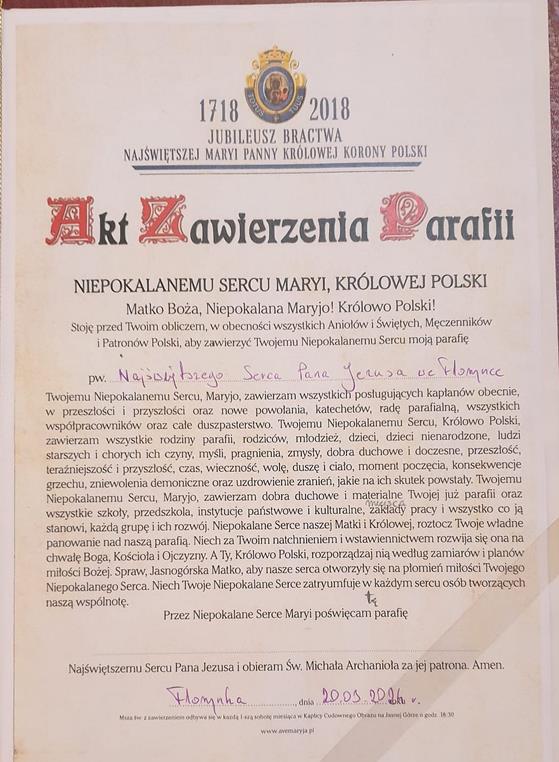 TOTUS TUUS
1718 2018
JUBILEUSZ BRACTWA
NAJŚWIĘTSZEJ MARYI PANNY KRÓLOWEJ KORONY POLSKI
Akt Zawierzenia Parafii
NIEPOKALANEMU SERCU MARYI, KRÓLOWEJ POLSKI
Matko Boża, Niepokalana Maryjo! Królowo Polski!
Stoję przed Twoim obliczem, w obecności wszystkich Aniołów i Świętych, Męczenników
i Patronów Polski, aby zawierzyć Twojemu Niepokalanemu Sercu moją parafię
pw. Najświętszego Serca Pana Jezusa we Florynce
Twojemu Niepokalanemu Sercu, Maryjo, zawierzam wszystkich posługujących kapłanów obecnie,
w przeszłości i przyszłości oraz nowe powołania, katechetów, radę parafialną, wszystkich
współpracowników oraz całe duszpasterstwo. Twojemu Niepokalanemu Sercu, Królowo Polski,
zawierzam wszystkie rodziny parafii, rodziców, młodzież, dzieci, dzieci nienarodzone, ludzi
starszych i chorych ich czyny, myśli, pragnienia, zmysły, dobra duchowe i doczesne, przeszłość,
teraźniejszość i przyszłość, czas, wieczność, wolę, duszę i ciało, moment poczęcia, konsekwencje
grzechu, zniewolenia demoniczne oraz uzdrowienie zranień, jakie na ich skutek powstały. Twojemu
Niepokalanemu Sercu, Maryjo, zawierzam dobra duchowe i materialne Twojej już parafii oraz
miejsca
wszystkie szkoły, przedszkola, instytucje państwowe i kulturalne, zakłady pracy i wszystko co ją
stanowi, każdą grupę i ich rozwój. Niepokalane Serce naszej Matki i Królowej, roztocz Twoje władne
panowanie nad naszą parafią. Niech za Twoim natchnieniem i wstawiennictwem rozwija się ona na
chwałę Boga, Kościoła i Ojczyzny. A Ty, Królowo Polski, rozporządzaj nią według zamiarów i planów
miłości Bożej. Spraw, Jasnogórska Matko, aby nasze serca otworzyły się na płomień miłości Twojego
Niepokalanego Serca. Niech Twoje Niepokalane Serce zatryumfuje w każdym sercu osób tworzących
naszą wspólnotę.
tę
Przez Niepokalane Serce Maryi poświęcam parafię
Najświętszemu Sercu Pana Jezusa i obieram Św. Michała Archanioła za jej patrona. Amen.
Florynka, dnia 20.03.2024 r.
Msza św. z zawierzeniem odbywa się w każdą 1-szą sobotę miesiąca w Kaplicy Cudownego Obrazu na Jasnej Górze o godz. 18:30
www.avemaryja.pl